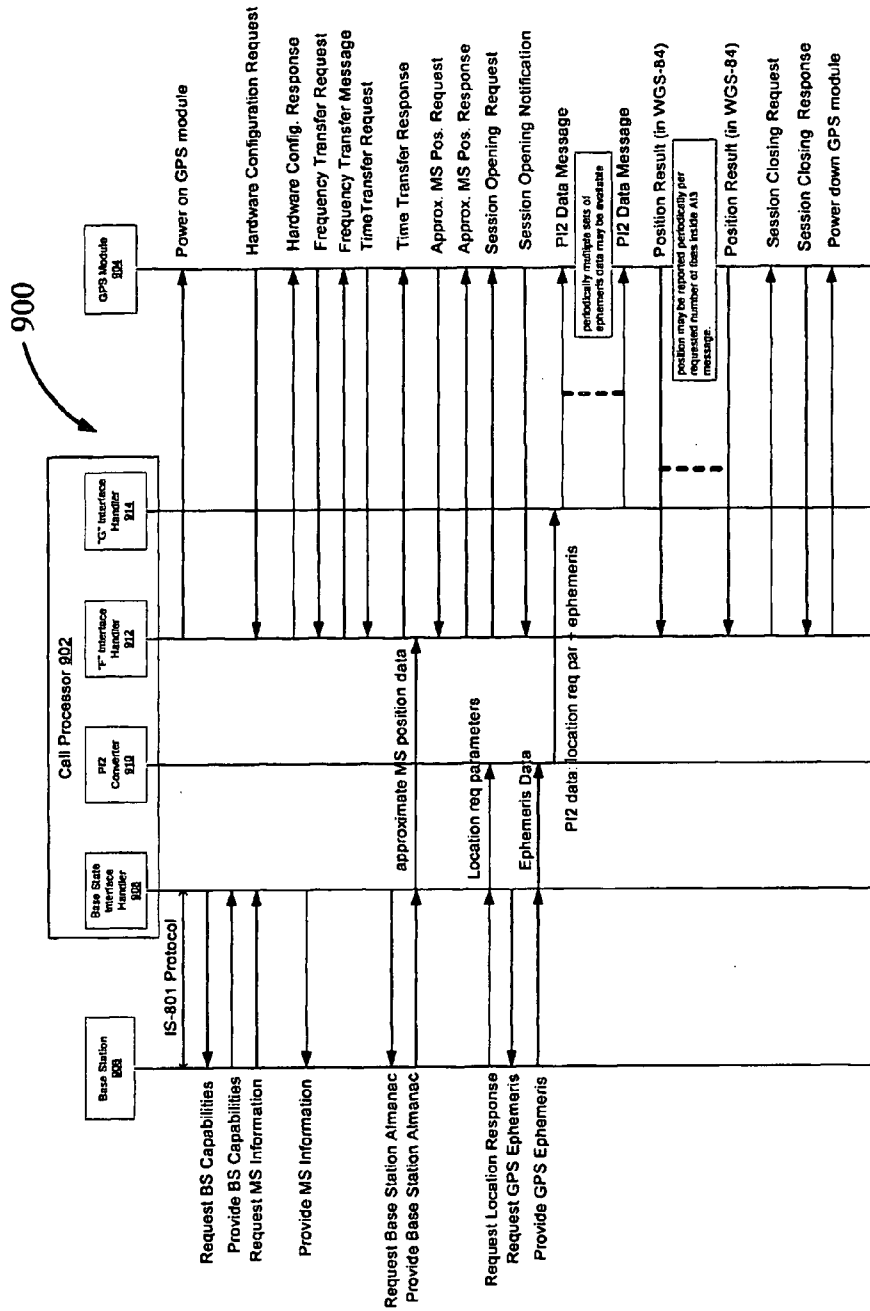 900
Call Processor 902
Base Station
Base State
Interface
Handler
PI2
Converter
910
"F" Interface
Handler
912
"G" Interface
Handler
914
GPS Module
904
IS-801 Protocol
Request BS Capabilities
Provide BS Capabilities
Request MS Information
Provide MS Information
Request Base Station Almanac
Provide Base Station Almanac
Request Location Response
Request GPS Ephemeris
Provide GPS Ephemeris
approximate MS position data
Location req parameters
Ephemeris Data
PI2 data: location req par + ephemeris
Power on GPS module
Hardware Configuration Request
Hardware Config. Response
Frequency Transfer Request
Frequency Transfer Message
Time Transfer Request
Time Transfer Response
Approx. MS Pos. Request
Approx. MS Pos. Response
Session Opening Request
Session Opening Notification
PI2 Data Message
periodically multiple sets of
ephemeris data may be available
PI2 Data Message
Position Result (in WGS-84)
position may be reported periodically per
requested number of fixes inside AI3
message.
Position Result (in WGS-84)
Session Closing Request
Session Closing Response
Power down GPS module